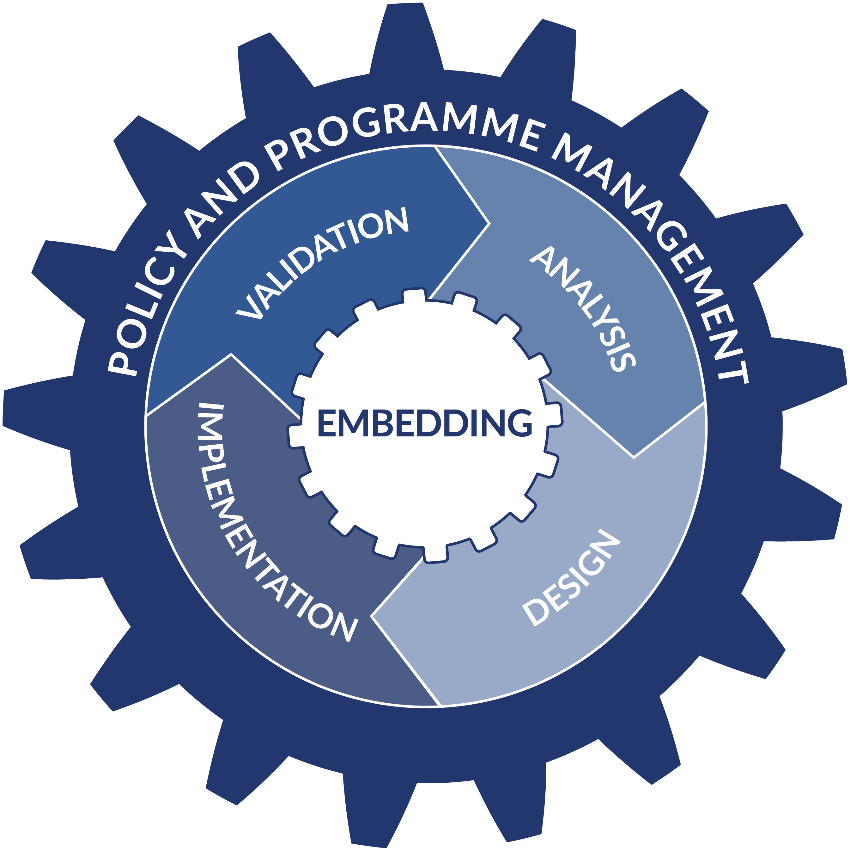 POLICY AND PROGRAMME MANAGEMENT
VALIDATION
ANALYSIS
EMBEDDING
IMPLEMENTATION
DESIGN